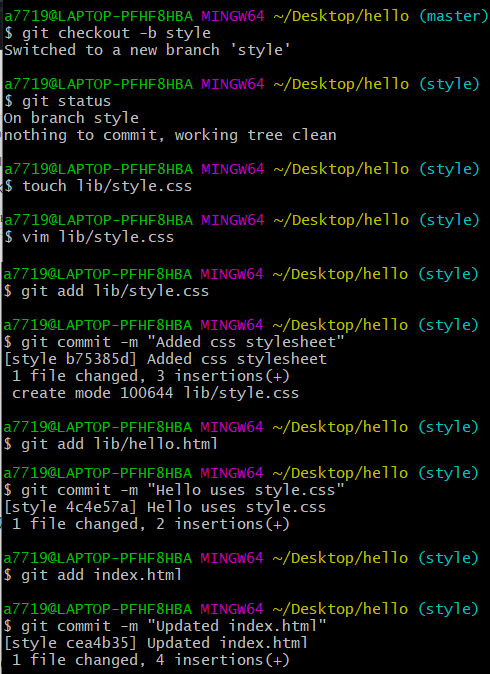 a7719@LAPTOP-PFHF8HBA MINGW64 ~/Desktop/hello (master)
$ git checkout -b style
Switched to a new branch 'style'
a7719@LAPTOP-PFHF8HBA MINGW64 ~/Desktop/hello (style)
$ git status
On branch style
nothing to commit, working tree clean
a7719@LAPTOP-PFHF8HBA MINGW64 ~/Desktop/hello (style)
$ touch lib/style.css
a7719@LAPTOP-PFHF8HBA MINGW64 ~/Desktop/hello (style)
$ vim lib/style.css
a7719@LAPTOP-PFHF8HBA MINGW64 ~/Desktop/hello (style)
$ git add lib/style.css
a7719@LAPTOP-PFHF8HBA MINGW64 ~/Desktop/hello (style)
$ git commit -m "Added css stylesheet"
[style b75385d] Added css stylesheet
 1 file changed, 3 insertions(+)
 create mode 100644 lib/style.css
a7719@LAPTOP-PFHF8HBA MINGW64 ~/Desktop/hello (style)
$ git add lib/hello.html
a7719@LAPTOP-PFHF8HBA MINGW64 ~/Desktop/hello (style)
$ git commit -m "Hello uses style.css"
[style 4c4e57a] Hello uses style.css
 1 file changed, 2 insertions(+)
a7719@LAPTOP-PFHF8HBA MINGW64 ~/Desktop/hello (style)
$ git add index.html
a7719@LAPTOP-PFHF8HBA MINGW64 ~/Desktop/hello (style)
$ git commit -m "Updated index.html"
[style cea4b35] Updated index.html
 1 file changed, 4 insertions(+)